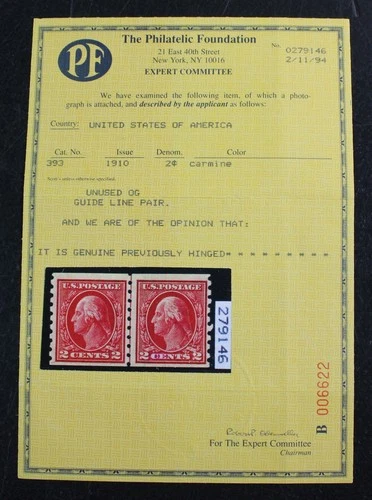 PF
The Philatelic Foundation
21 East 40th Street
New York, NY 10016
EXPERT COMMITTEE
No. 0279146
2/11/94
We have examined the following item, of which a photo-
graph is attached, and described by the applicant as follows:
Country: UNITED STATES OF AMERICA
Cat. No. Issue Denom. Color
393 1910 2¢ carmine
UNUSED OG
GUIDE LINE PAIR.
AND WE ARE OF THE OPINION THAT:
IT IS GENUINE PREVIOUSLY HINGED
U.S. POSTAGE U.S. POSTAGE
2 CENTS 2 2 CENTS 2
279146
B 006622
For The Expert Committee
Chairman